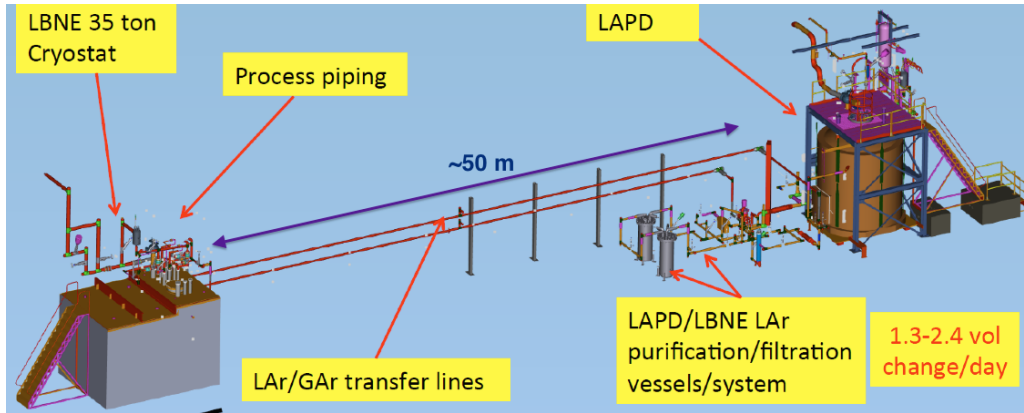 LBNE 35 ton
Cryostat
Process piping
LAPD
~50 m
LAr/GAr transfer lines
LAPD/LBNE LAr
purification/filtration
vessels/system
1.3-2.4 vol
change/day